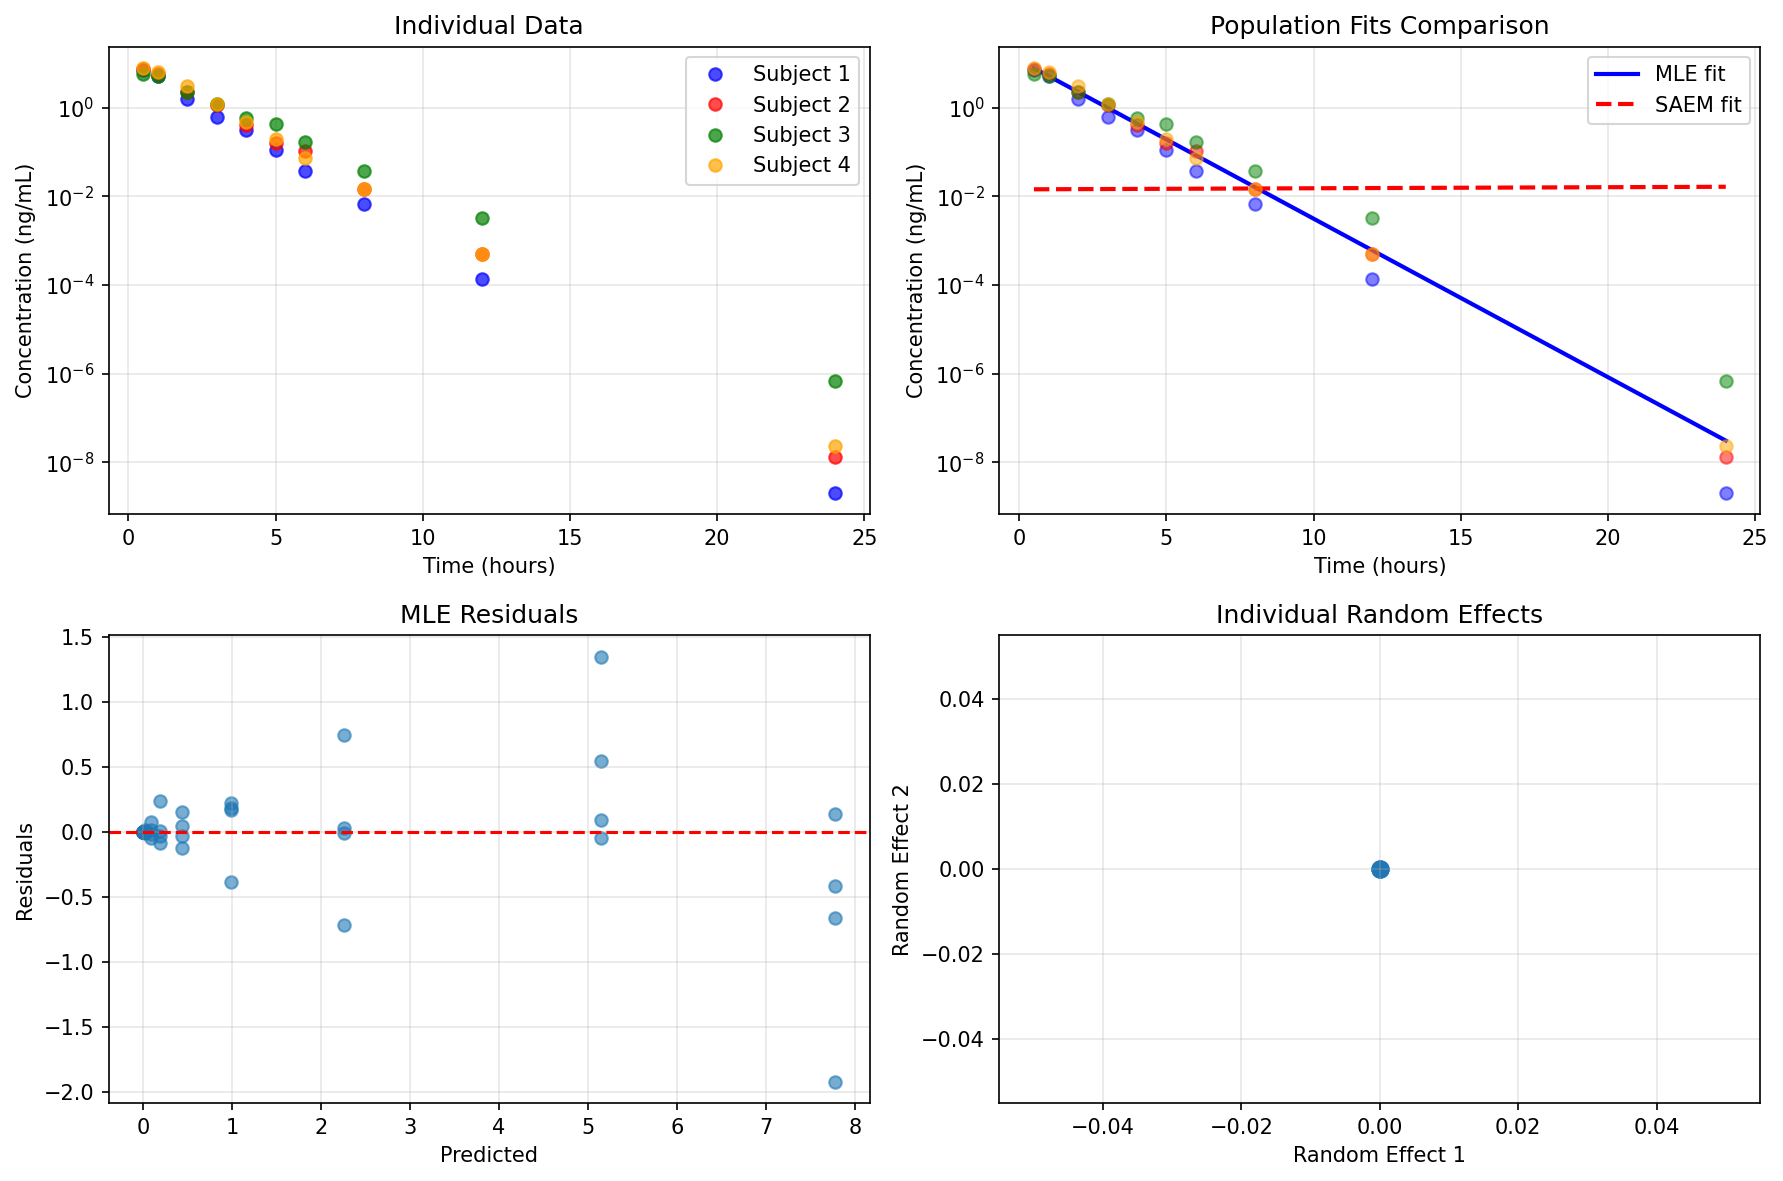 Individual Data
Concentration (ng/mL)
10⁰
10⁻²
10⁻⁴
10⁻⁶
10⁻⁸
Subject 1
Subject 2
Subject 3
Subject 4
0 5 10 15 20 25
Time (hours)
Population Fits Comparison
Concentration (ng/mL)
10⁰
10⁻²
10⁻⁴
10⁻⁶
10⁻⁸
MLE fit
SAEM fit
0 5 10 15 20 25
Time (hours)
MLE Residuals
Residuals
1.5
1.0
0.5
0.0
−0.5
−1.0
−1.5
−2.0
0 1 2 3 4 5 6 7 8
Predicted
Individual Random Effects
Random Effect 2
0.04
0.02
0.00
−0.02
−0.04
−0.04 −0.02 0.00 0.02 0.04
Random Effect 1